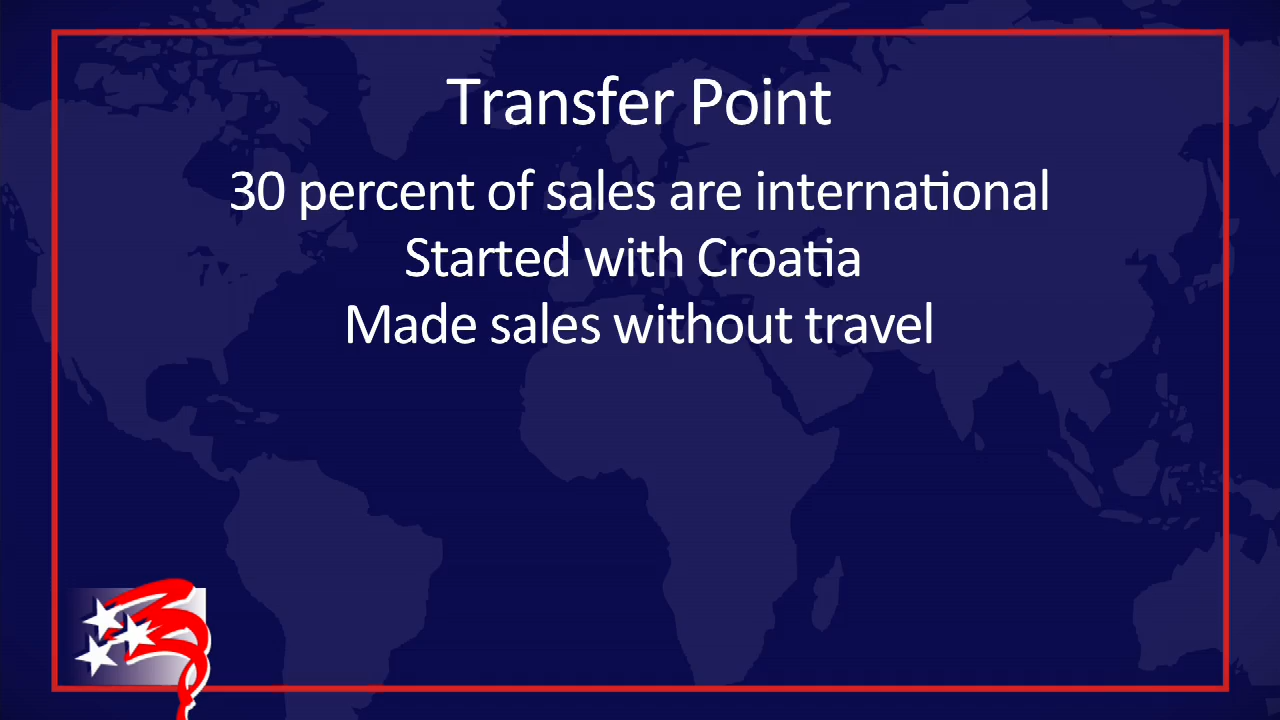 Transfer Point
30 percent of sales are international
Started with Croatia
Made sales without travel